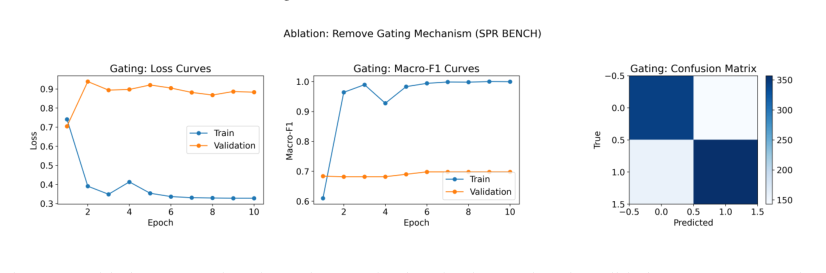 Ablation: Remove Gating Mechanism (SPR BENCH)
Gating: Loss Curves
0.9
0.8
0.7
0.6
0.5
0.4
0.3
Loss
Train
Validation
2
4
6
8
10
Epoch
Gating: Macro-F1 Curves
1.0
0.9
0.8
0.7
0.6
Macro-F1
Train
Validation
2
4
6
8
10
Epoch
Gating: Confusion Matrix
−0.5
0.0
0.5
1.0
1.5
True
−0.5
0.0
0.5
1.0
1.5
Predicted
350
300
250
200
150